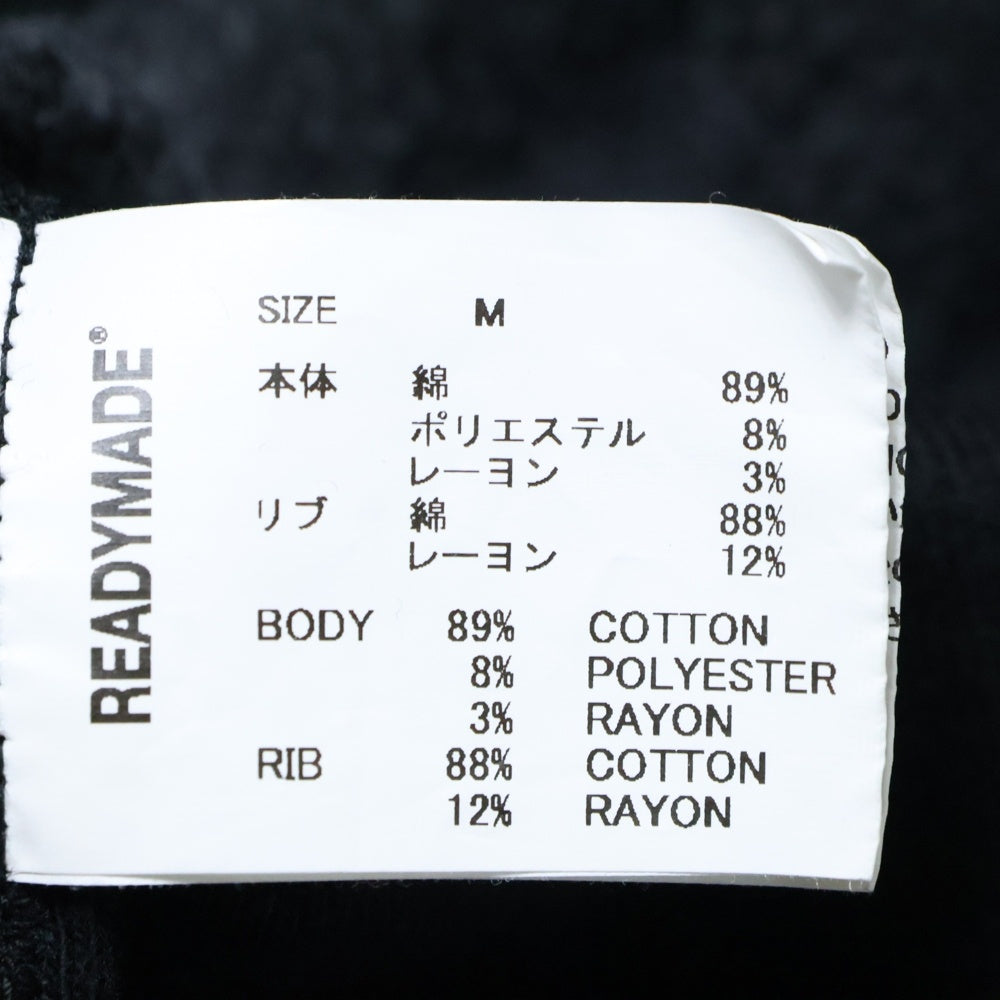 READYMADE®
SIZE M
本体 綿 89%
ポリエステル 8%
レーヨン 3%
リブ 綿 88%
レーヨン 12%
BODY 89% COTTON
8% POLYESTER
3% RAYON
RIB 88% COTTON
12% RAYON